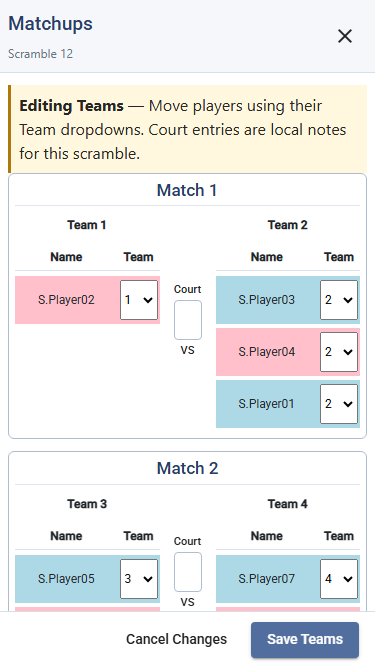 Matchups
Scramble 12
Editing Teams — Move players using their
Team dropdowns. Court entries are local notes
for this scramble.
Match 1
Team 1
Team 2
Name Team
Name Team
Court
S.Player02 1
S.Player03 2
VS
S.Player04 2
S.Player01 2
Match 2
Team 3
Team 4
Name Team
Name Team
Court
S.Player05 3
S.Player07 4
VS
Cancel Changes
Save Teams